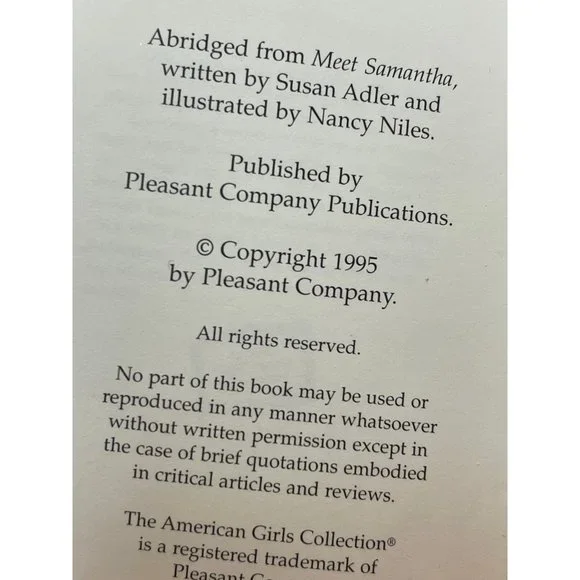 Abridged from Meet Samantha,
written by Susan Adler and
illustrated by Nancy Niles.
Published by
Pleasant Company Publications.
© Copyright 1995
by Pleasant Company.
All rights reserved.
No part of this book may be used or
reproduced in any manner whatsoever
without written permission except in
the case of brief quotations embodied
in critical articles and reviews.
The American Girls Collection®
is a registered trademark of
Pleasant